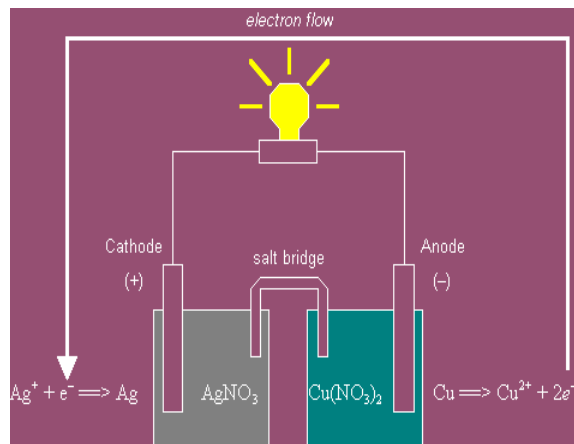 electron flow
Cathode
(+)
salt bridge
Anode
(–)
Ag⁺ + e⁻ ==> Ag
AgNO₃
Cu(NO₃)₂
Cu ==> Cu²⁺ + 2e⁻